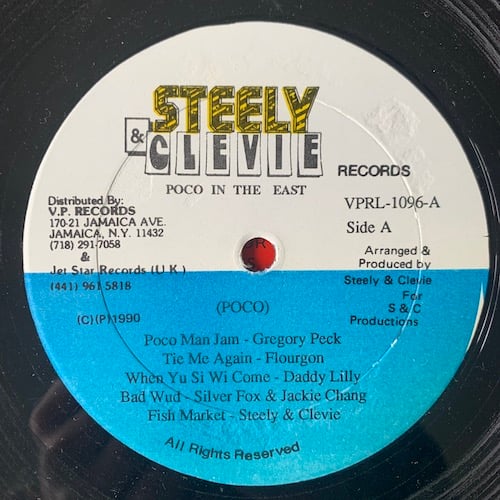 STEELY
& CLEVIE
RECORDS
POCO IN THE EAST
Distributed By:
V.P. RECORDS
170-21 JAMAICA AVE.
JAMAICA, N.Y. 11432
(718) 291-7058
&
Jet Star Records (U.K.)
(441) 961 5818
(C)(P) 1990
VPRL-1096-A
Side A
Arranged &
Produced by
Steely & Clevie
For
S & C
Productions
(POCO)
Poco Man Jam - Gregory Peck
Tie Me Again - Flourgon
When Yu Si Wi Come - Daddy Lilly
Bad Wud - Silver Fox & Jackie Chang
Fish Market - Steely & Clevie
All Rights Reserved